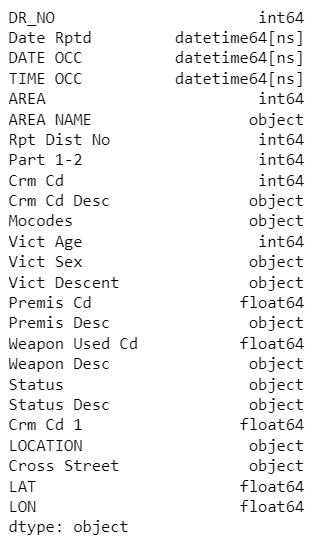 DR_NO int64
Date Rptd datetime64[ns]
DATE OCC datetime64[ns]
TIME OCC datetime64[ns]
AREA int64
AREA NAME object
Rpt Dist No int64
Part 1-2 int64
Crm Cd int64
Crm Cd Desc object
Mocodes object
Vict Age int64
Vict Sex object
Vict Descent object
Premis Cd float64
Premis Desc object
Weapon Used Cd float64
Weapon Desc object
Status object
Status Desc object
Crm Cd 1 float64
LOCATION object
Cross Street object
LAT float64
LON float64
dtype: object